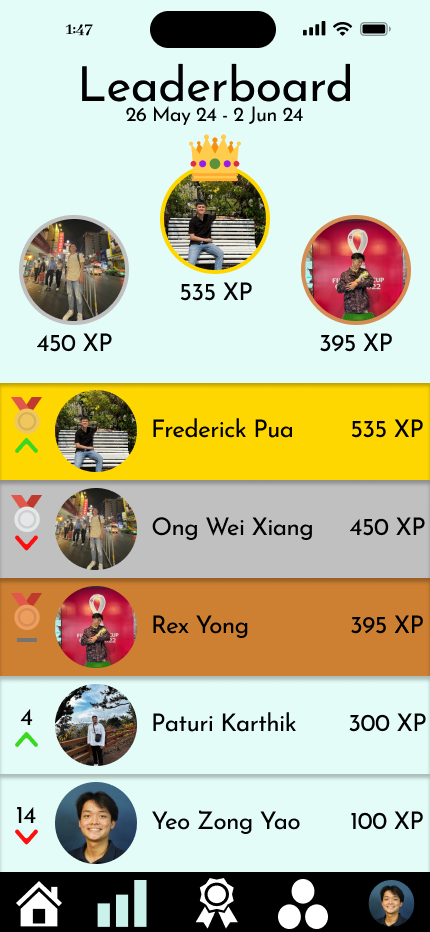 1:47
Leaderboard
26 May 24 - 2 Jun 24
535 XP
450 XP
395 XP
Frederick Pua 535 XP
Ong Wei Xiang 450 XP
Rex Yong 395 XP
4 Paturi Karthik 300 XP
14 Yeo Zong Yao 100 XP